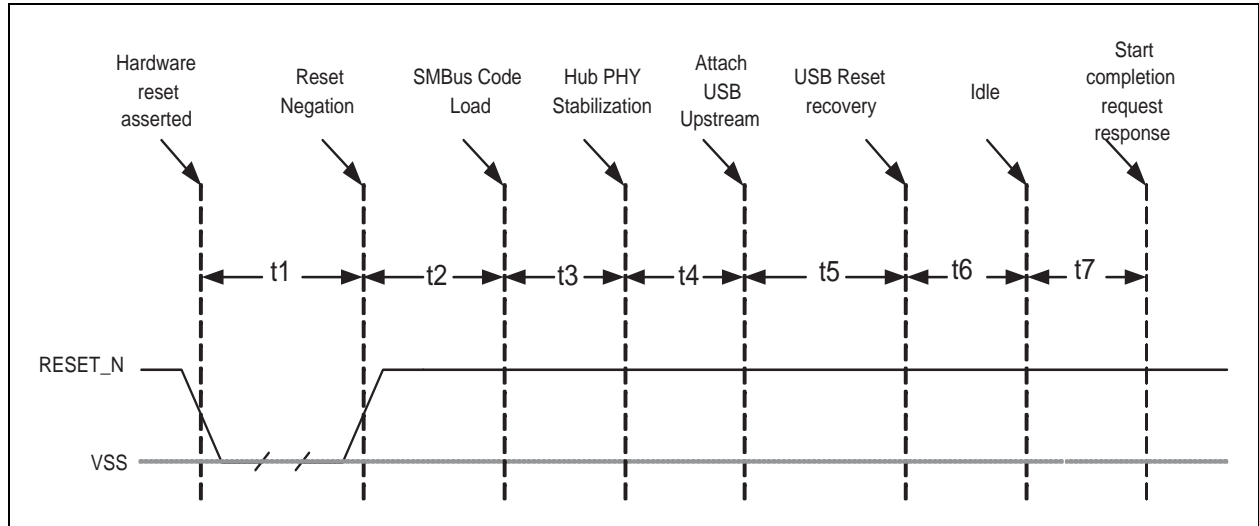 Hardware
reset
asserted
Reset
Negation
SMBus Code
Load
Hub PHY
Stabilization
Attach
USB
Upstream
USB Reset
recovery
Idle
Start
completion
request
response
t1
t2
t3
t4
t5
t6
t7
RESET_N
VSS